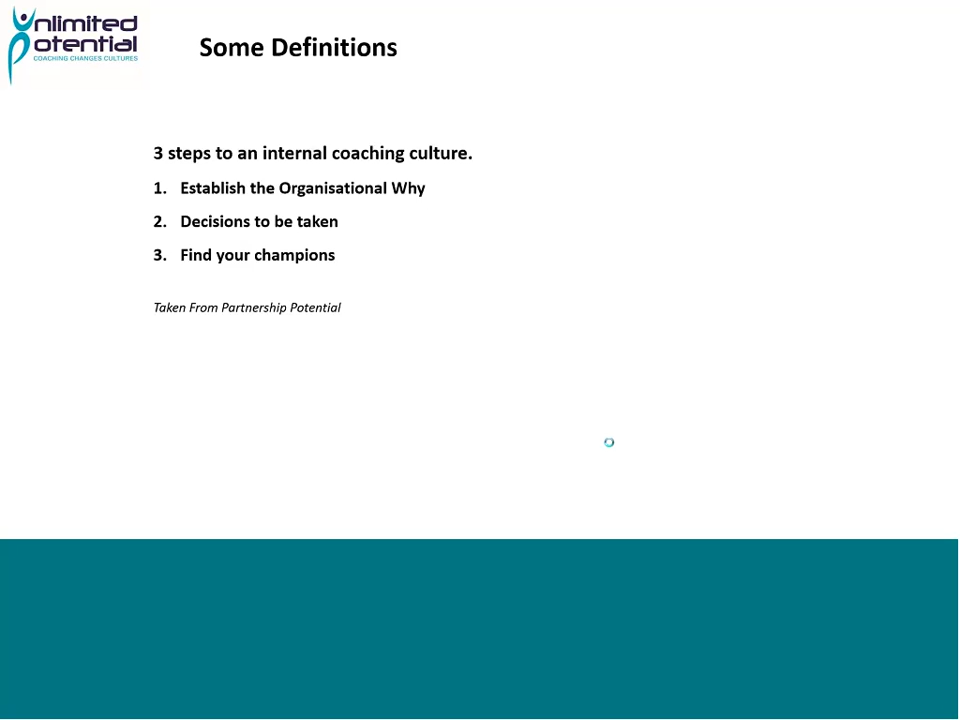 Unlimited
Potential
COACHING CHANGES CULTURES
Some Definitions
3 steps to an internal coaching culture.
1. Establish the Organisational Why
2. Decisions to be taken
3. Find your champions
Taken From Partnership Potential